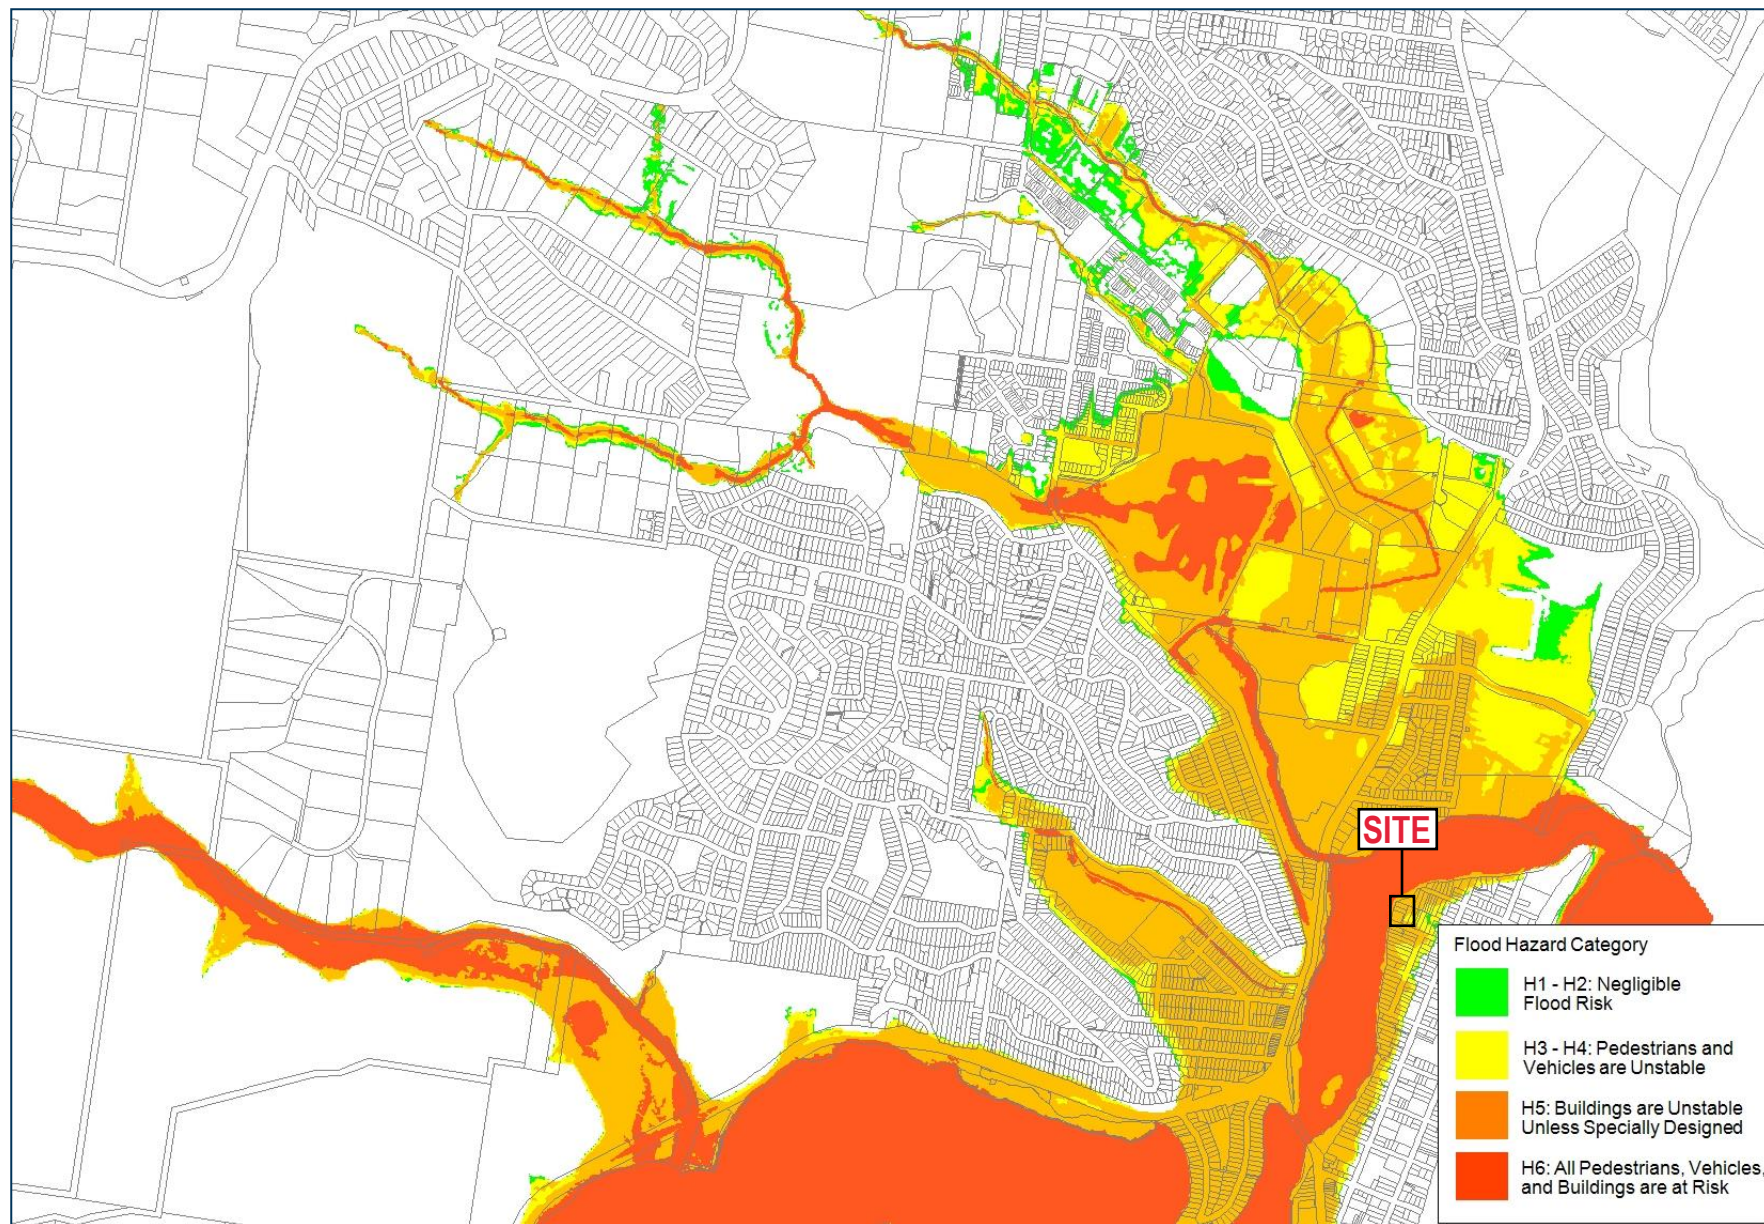 SITE
Flood Hazard Category
H1 - H2: Negligible
Flood Risk
H3 - H4: Pedestrians and
Vehicles are Unstable
H5: Buildings are Unstable
Unless Specially Designed
H6: All Pedestrians, Vehicles,
and Buildings are at Risk